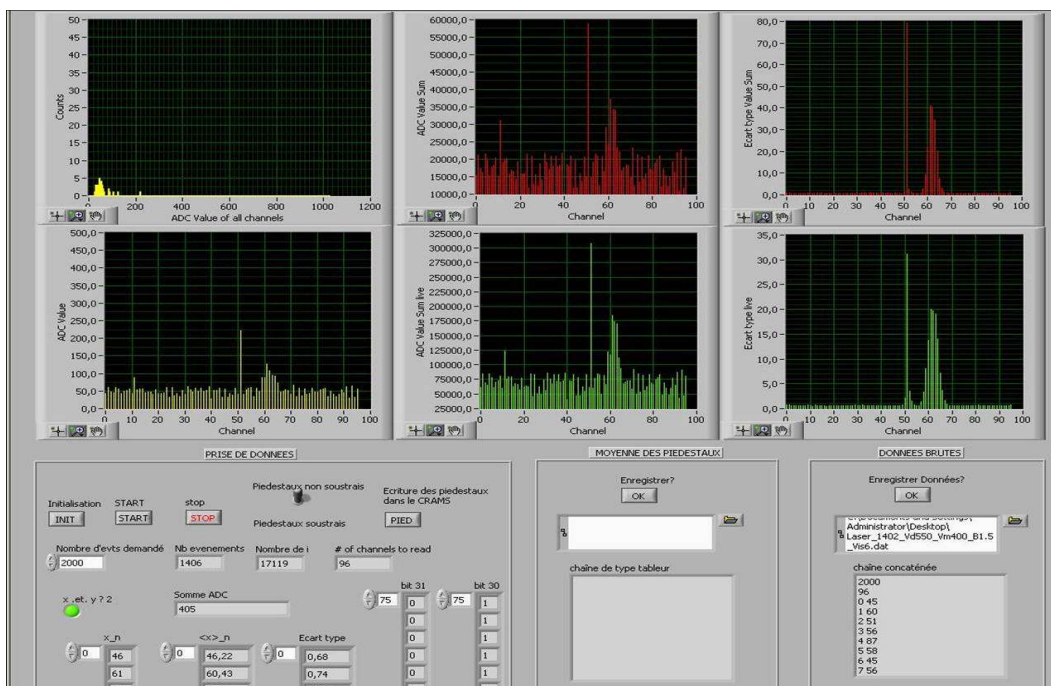 50
45
40
35
30
25
20
15
10
5
0
Counts
0 200 400 600 800 1000 1200
ADC Value of all channels
60000,0
55000,0
50000,0
45000,0
40000,0
35000,0
30000,0
25000,0
20000,0
15000,0
10000,0
ADC Value Sum
0 20 40 60 80 100
Channel
80,0
70,0
60,0
50,0
40,0
30,0
20,0
10,0
0,0
Ecart type Value Sum
0 10 20 30 40 50 60 70 80 90 100
Channel
500,0
450,0
400,0
350,0
300,0
250,0
200,0
150,0
100,0
50,0
0,0
ADC Value
0 10 20 30 40 50 60 70 80 90 100
Channel
325000,0
300000,0
275000,0
250000,0
225000,0
200000,0
175000,0
150000,0
125000,0
100000,0
75000,0
50000,0
25000,0
ADC Value Sum live
0 20 40 60 80 100
Channel
35,0
30,0
25,0
20,0
15,0
10,0
5,0
0,0
Ecart type live
0 10 20 30 40 50 60 70 80 90 100
Channel
PRISE DE DONNEES
Initialisation START stop
INIT START STOP
Piedestaux non soustrais
Piedestaux soustrais
Ecriture des piedestaux
dans le CRAMS
PIED
Nombre d'evts demandé Nb evenements Nombre de i # of channels to read
2000 1406 17119 96
x .et. y ? 2
Somme ADC
405
bit 31 bit 30
75 0 75 1
0 1
0 1
0 1
0 1
x_n <x>_n Ecart type
0 46 0 46,22 0 0,68
61 60,43 0,74
MOYENNE DES PIEDESTAUX
Enregistrer?
OK
chaîne de type tableur
DONNEES BRUTES
Enregistrer Données?
OK
Administrator\Desktop\
Laser_1402_Vd550_Vm400_B1.5
_Vis6.dat
chaîne concaténée
2000
96
0 45
1 60
2 51
3 56
4 87
5 58
6 45
7 56